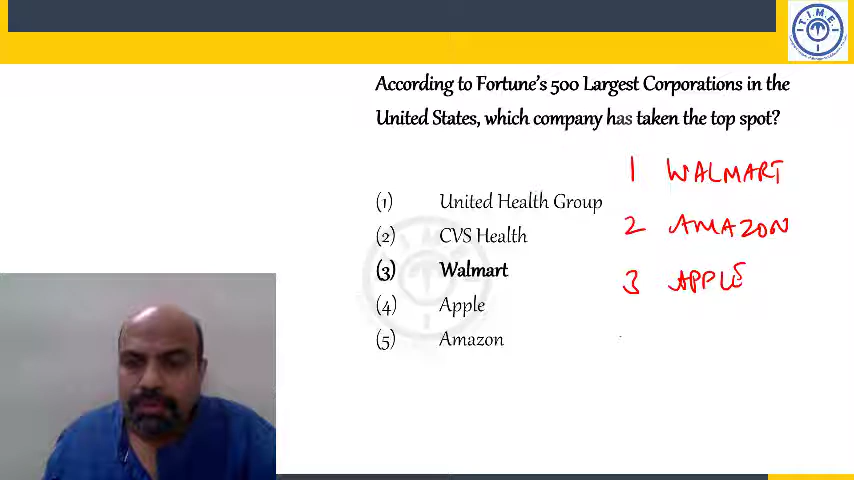 T.I.M.E.
According to Fortune's 500 Largest Corporations in the
United States, which company has taken the top spot?
(1) United Health Group
(2) CVS Health
(3) Walmart
(4) Apple
(5) Amazon
1 WALMART
2 AMAZON
3 APPLE